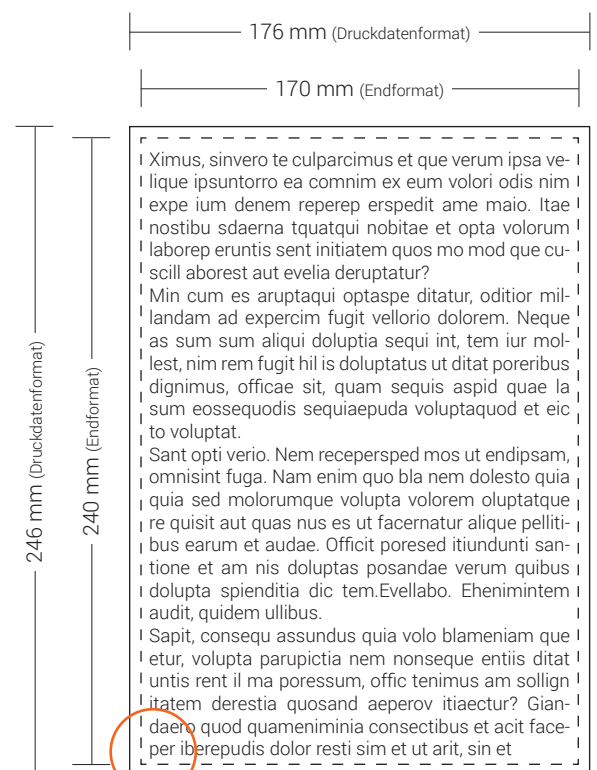 176 mm (Druckdatenformat)
170 mm (Endformat)
246 mm (Druckdatenformat)
240 mm (Endformat)
Ximus, sinvero te culparcimus et que verum ipsa ve-
lique ipsuntorro ea comnim ex eum volori odis nim
expe ium denem reperep erspedit ame maio. Itae
nostibu sdaerna tquatqui nobitae et opta volorum
laborep eruntis sent initiatem quos mo mod que cu-
scill aborest aut evelia deruptatur?
Min cum es aruptaqui optaspe ditatur, oditior mil-
landam ad expercim fugit vellorio dolorem. Neque
as sum sum aliqui doluptia sequi int, tem iur mol-
lest, nim rem fugit hil is doluptatus ut ditat poreribus
dignimus, officae sit, quam sequis aspid quae la
sum eossequodis sequiaepuda voluptaquod et eic
to voluptat.
Sant opti verio. Nem recepersped mos ut endipsam,
omnisint fuga. Nam enim quo bla nem dolesto quia
quia sed molorumque volupta volorem oluptatque
re quisit aut quas nus es ut facernatur alique pelliti-
bus earum et audae. Officit poresed itiundunti san-
tione et am nis doluptas posandae verum quibus
dolupta spienditia dic tem.Evellabo. Ehenimintem
audit, quidem ullibus.
Sapit, consequ assundus quia volo blameniam que
etur, volupta parupictia nem nonseque entiis ditat
untis rent il ma poressum, offic tenimus am sollign
itatem derestia quosand aeperov itiaectur? Gian-
daero quod quameniminia consectibus et acit face-
per iberepudis dolor resti sim et ut arit, sin et